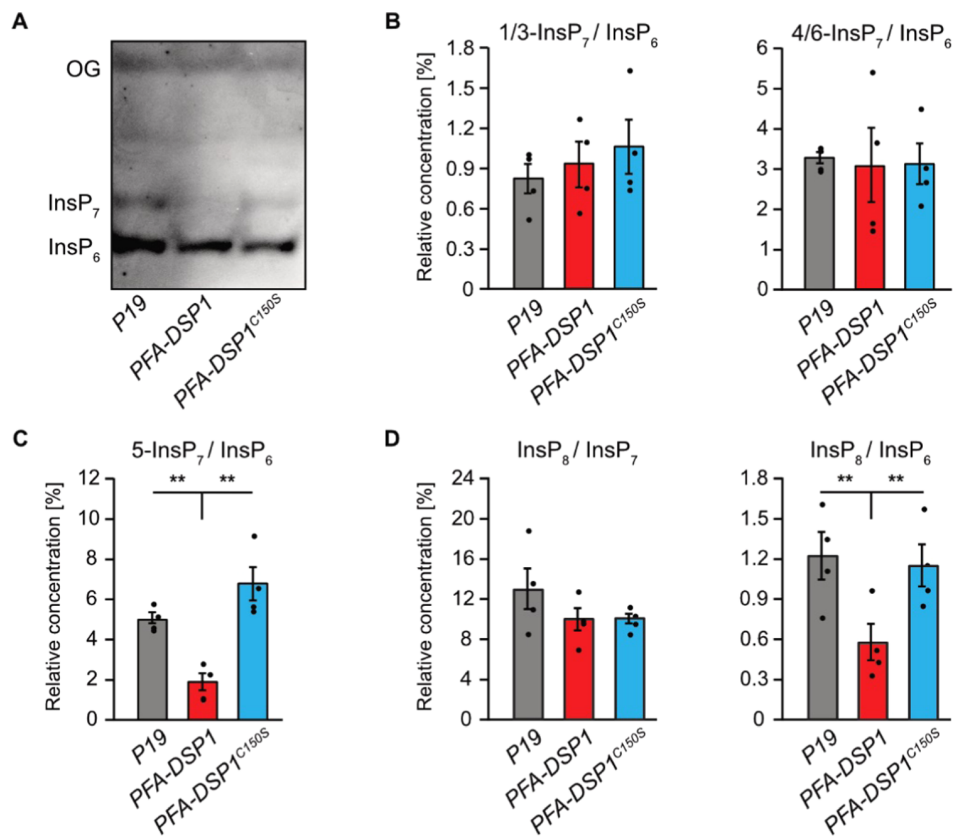 A
OG
InsP₇
InsP₆
P19
PFA-DSP1
PFA-DSP1ᶜ¹⁵⁰ˢ
B
1/3-InsP₇ / InsP₆
Relative concentration [%]
1.8
1.5
1.2
0.9
0.6
0.3
0
P19
PFA-DSP1
PFA-DSP1ᶜ¹⁵⁰ˢ
4/6-InsP₇ / InsP₆
6
5
4
3
2
1
0
P19
PFA-DSP1
PFA-DSP1ᶜ¹⁵⁰ˢ
C
5-InsP₇ / InsP₆
Relative concentration [%]
12
10
8
6
4
2
0
** **
P19
PFA-DSP1
PFA-DSP1ᶜ¹⁵⁰ˢ
D
InsP₈ / InsP₇
Relative concentration [%]
24
20
16
12
8
4
0
P19
PFA-DSP1
PFA-DSP1ᶜ¹⁵⁰ˢ
InsP₈ / InsP₆
1.8
1.5
1.2
0.9
0.6
0.3
0
** **
P19
PFA-DSP1
PFA-DSP1ᶜ¹⁵⁰ˢ